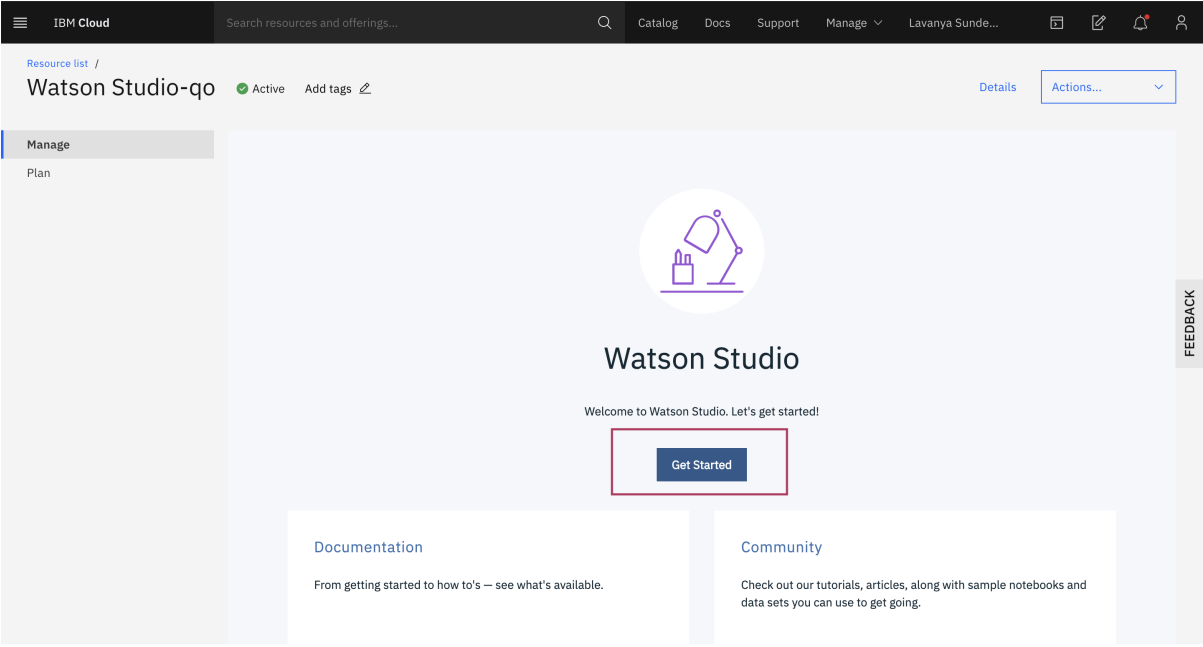 IBM Cloud
Search resources and offerings...
Catalog
Docs
Support
Manage
Lavanya Sunde...
Resource list /
Watson Studio-qo
Active
Add tags
Details
Actions...
Manage
Plan
FEEDBACK
Watson Studio
Welcome to Watson Studio. Let's get started!
Get Started
Documentation
From getting started to how to's — see what's available.
Community
Check out our tutorials, articles, along with sample notebooks and
data sets you can use to get going.